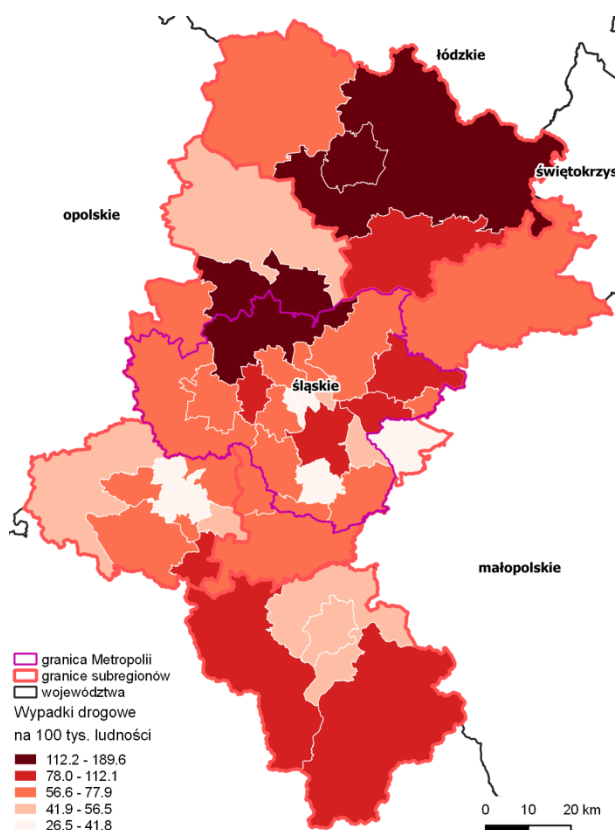 łódzkie
świętokrzys
opolskie
śląskie
małopolskie
granica Metropolii
granice subregionów
województwa
Wypadki drogowe
na 100 tys. ludności
112.2 - 189.6
78.0 - 112.1
56.6 - 77.9
41.9 - 56.5
26.5 - 41.8
0 10 20 km